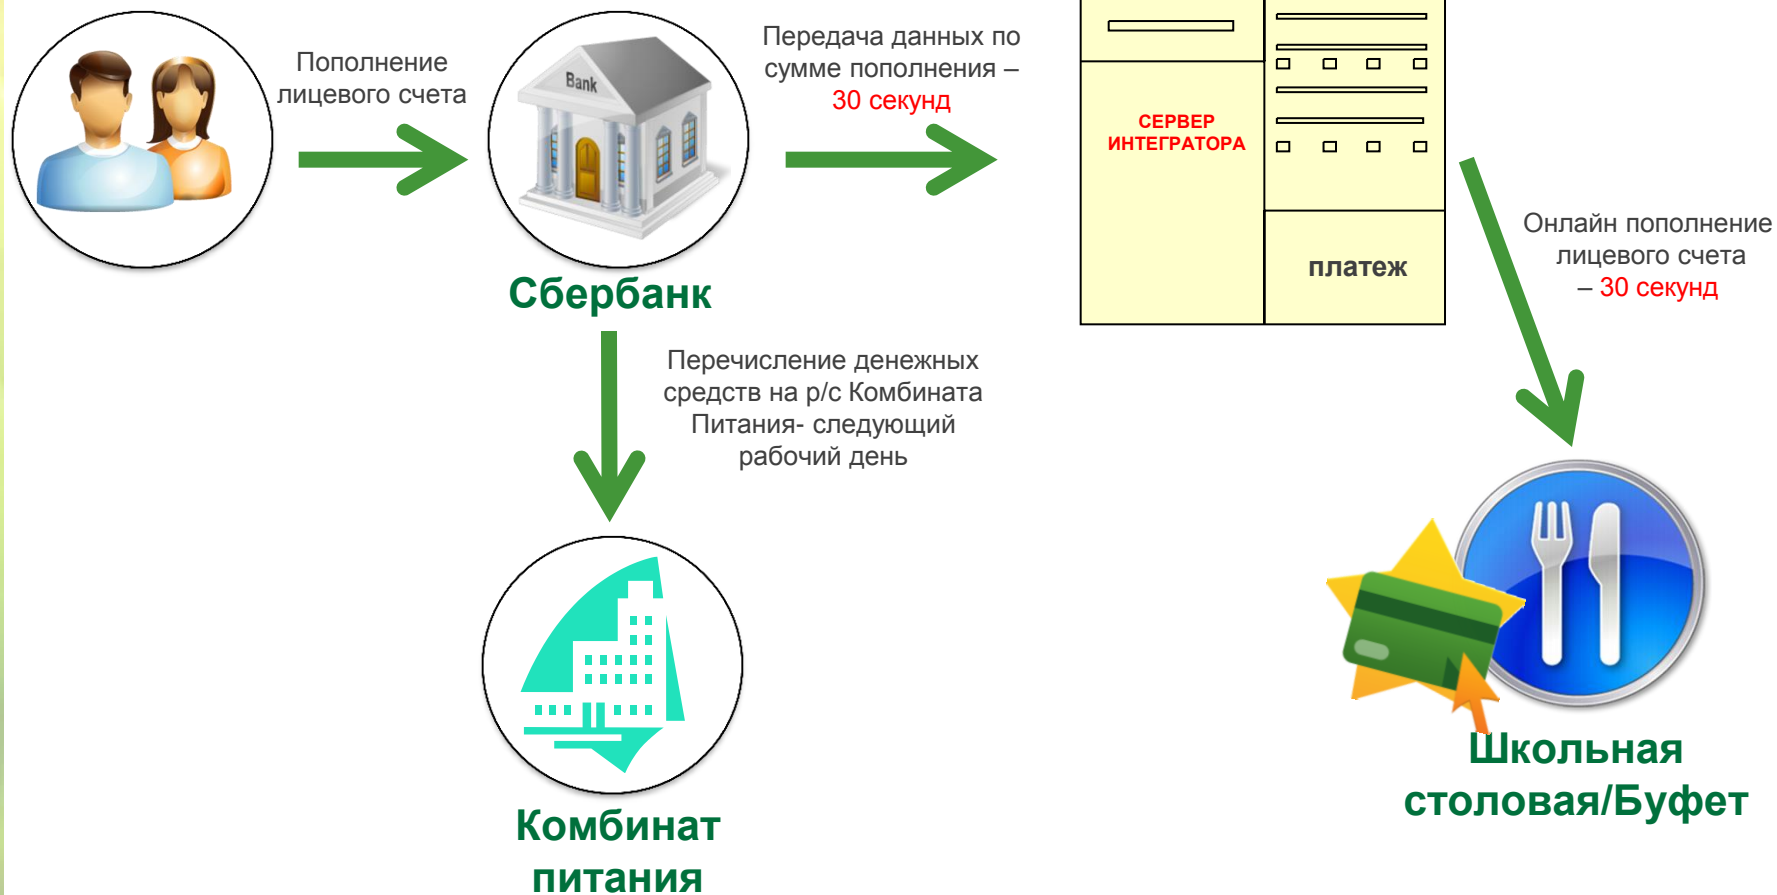 Пополнение
лицевого счета
Bank
Передача данных по
сумме пополнения –
30 секунд
СЕРВЕР
ИНТЕГРАТОРА
платеж
Онлайн пополнение
лицевого счета
– 30 секунд
Сбербанк
Перечисление денежных
средств на р/с Комбината
Питания- следующий
рабочий день
Комбинат
питания
Школьная
столовая/Буфет